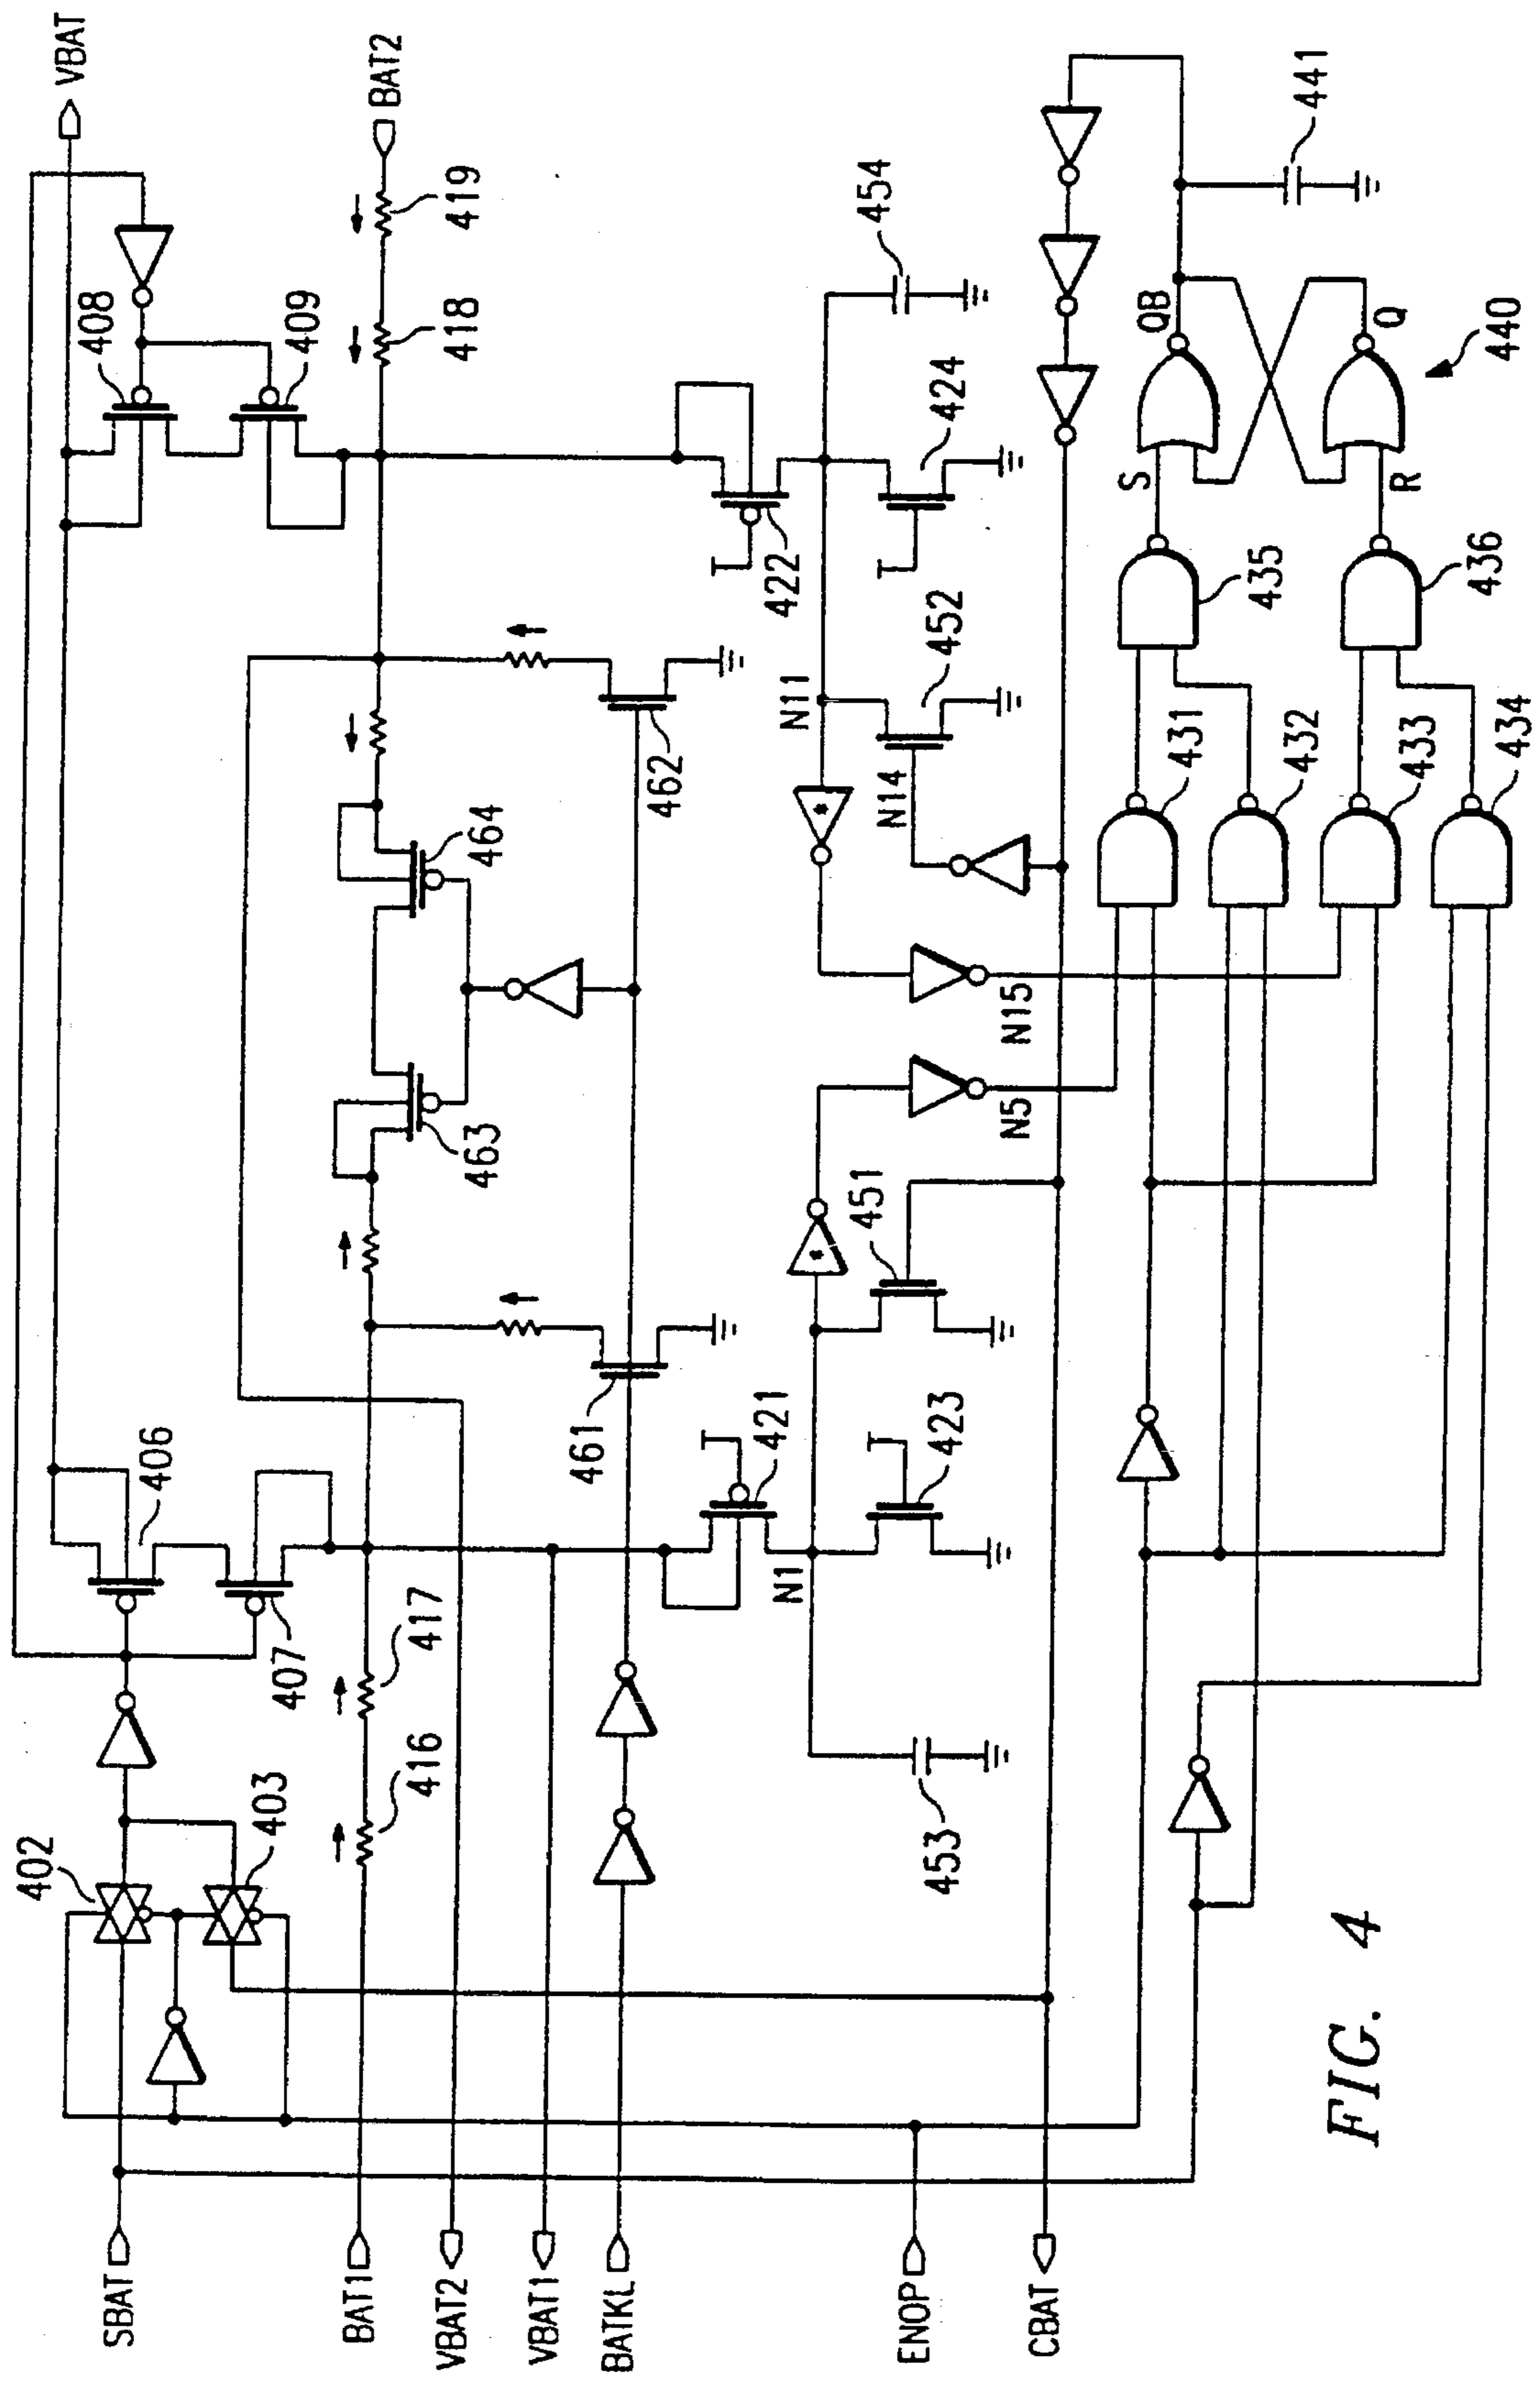 VBAT
BAT2
419
418
408
409
454
441
422
424
QB
Q
440
S
R
435
436
N11
452
N14
462
464
431
432
433
434
N15
N5
463
451
461
406
407
421
423
N1
417
416
453
402
403
SBAT
BAT1
VBAT2
VBAT1
BATKL
ENOP
CBAT
*
*
FIG. 4